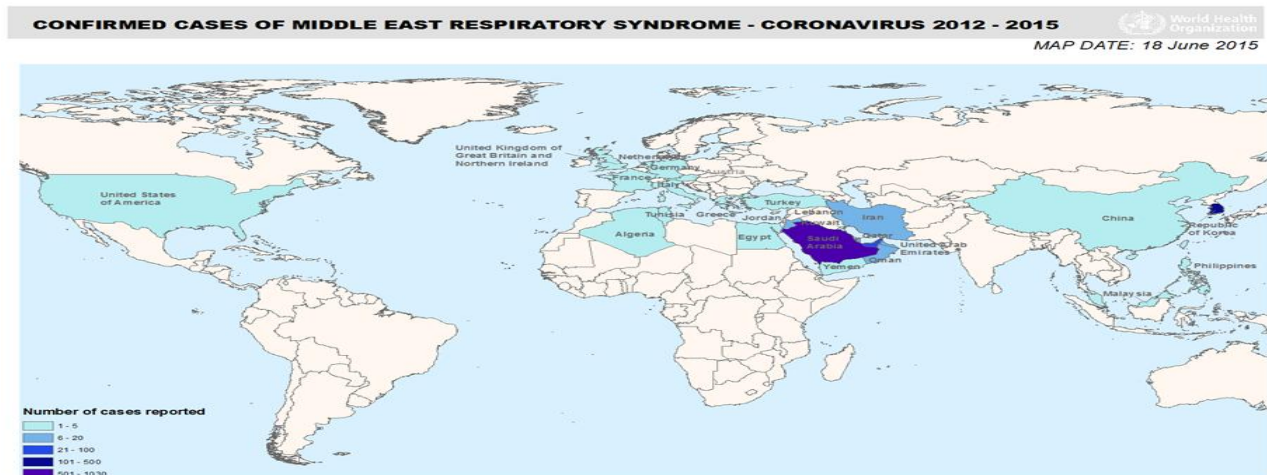 CONFIRMED CASES OF MIDDLE EAST RESPIRATORY SYNDROME - CORONAVIRUS 2012 - 2015
World Health
Organization
MAP DATE: 18 June 2015
United Kingdom of
Great Britain and
Northern Ireland
Netherlands
Germany
Austria
France
Italy
United States
of America
Turkey
Tunisia
Greece
Lebanon
Jordan
Iran
Kuwait
China
Algeria
Egypt
Saudi
Arabia
Qatar
United Arab
Emirates
Oman
Yemen
Republic
of Korea
Philippines
Malaysia
Number of cases reported
1 - 5
6 - 20
21 - 100
101 - 500
501 - 1030